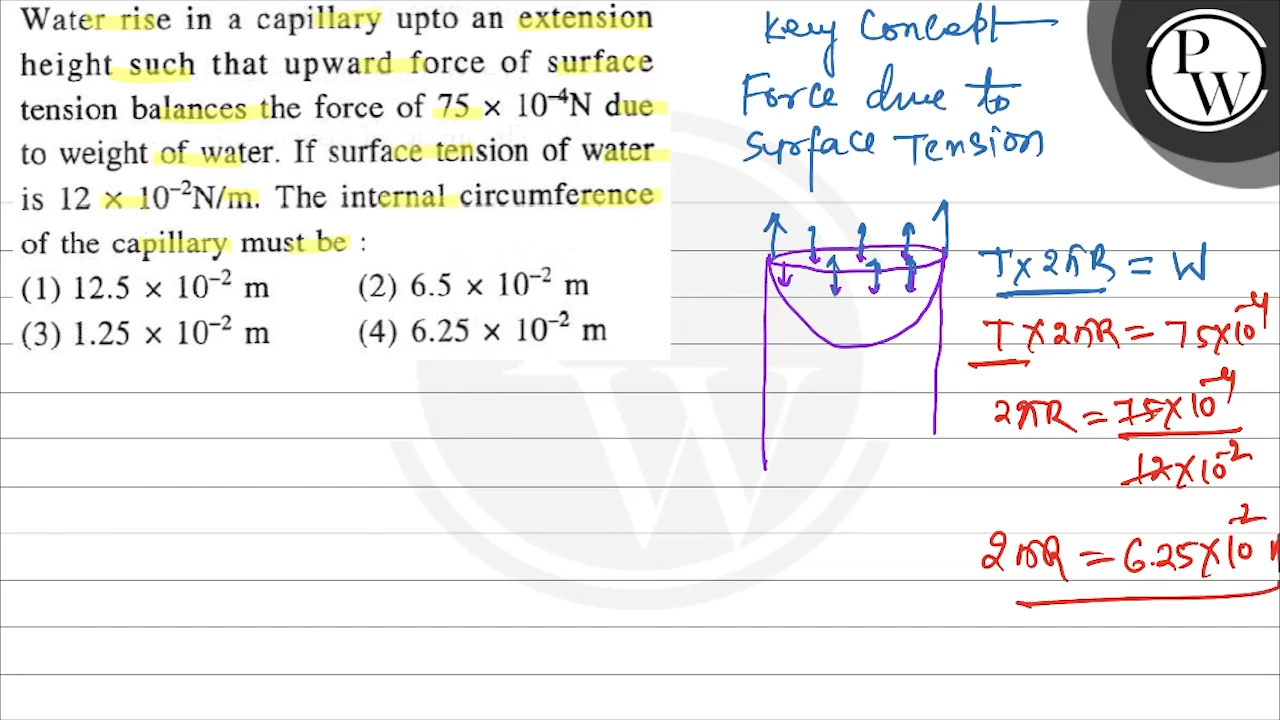 Water rise in a capillary upto an extension
height such that upward force of surface
tension balances the force of 75 × 10⁻⁴N due
to weight of water. If surface tension of water
is 12 × 10⁻²N/m. The internal circumference
of the capillary must be :
(1) 12.5 × 10⁻² m (2) 6.5 × 10⁻² m
(3) 1.25 × 10⁻² m (4) 6.25 × 10⁻² m
Key Concept
Force due to
Surface Tension
P
W
T × 2πR = W
T × 2πR = 75×10⁻⁴
2πR = 75×10⁻⁴
12×10⁻²
2πR = 6.25×10⁻²